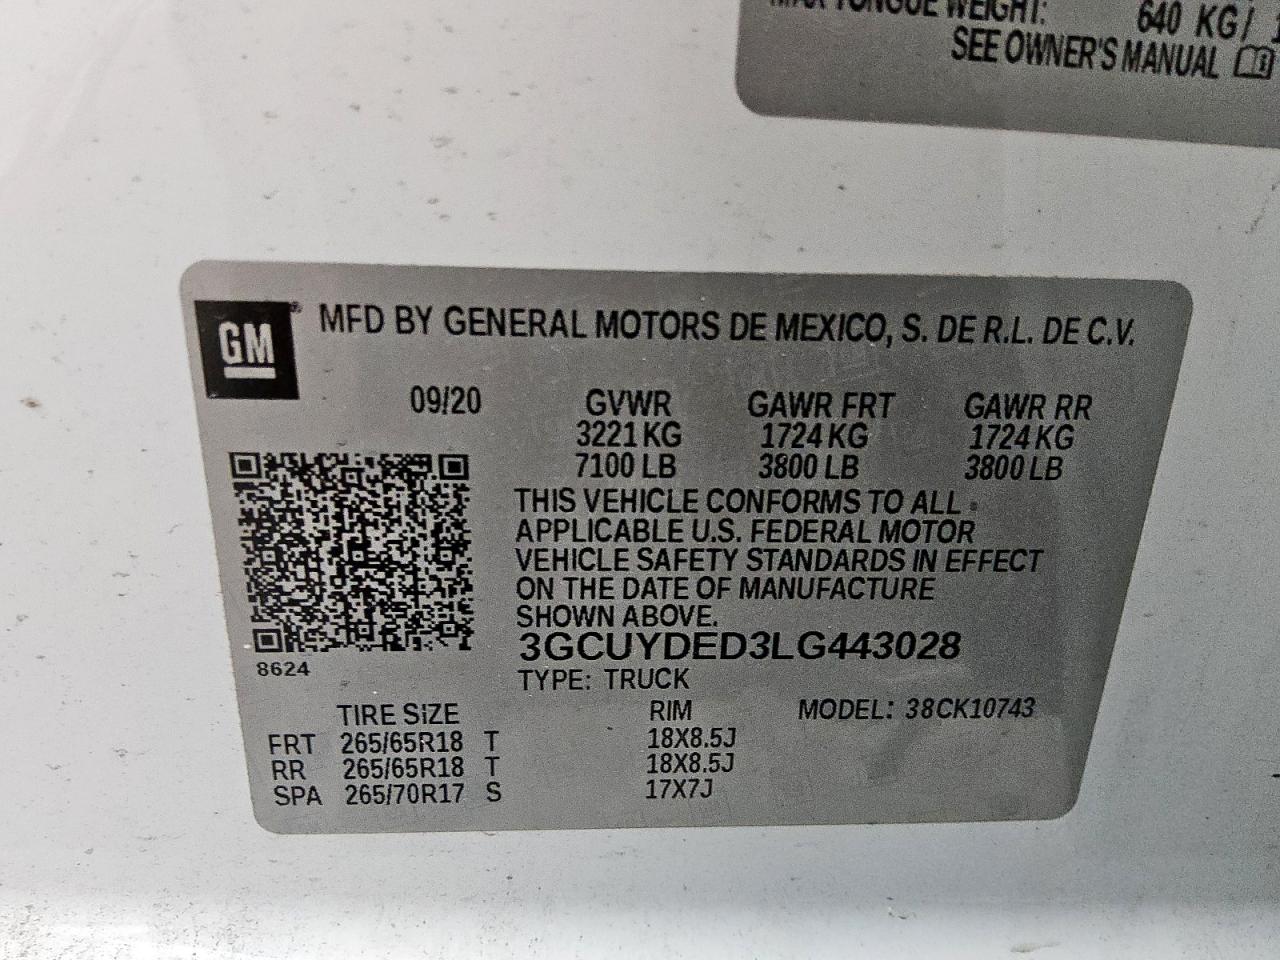 MAX TONGUE WEIGHT: 640 KG/
SEE OWNER'S MANUAL
GM
MFD BY GENERAL MOTORS DE MEXICO, S. DE R.L. DE C.V.
09/20 GVWR GAWR FRT GAWR RR
3221 KG 1724 KG 1724 KG
7100 LB 3800 LB 3800 LB
THIS VEHICLE CONFORMS TO ALL
APPLICABLE U.S. FEDERAL MOTOR
VEHICLE SAFETY STANDARDS IN EFFECT
ON THE DATE OF MANUFACTURE
SHOWN ABOVE.
3GCUYDED3LG443028
8624
TYPE: TRUCK
TIRE SIZE RIM MODEL: 38CK10743
FRT 265/65R18 T 18X8.5J
RR 265/65R18 T 18X8.5J
SPA 265/70R17 S 17X7J